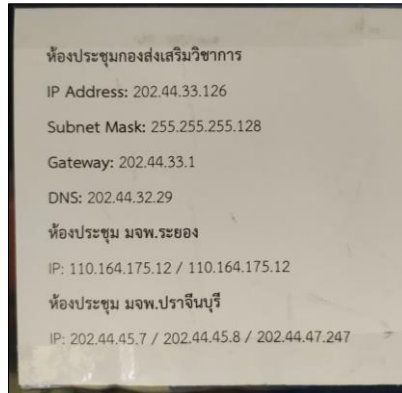 ห้องประชุมกองส่งเสริมวิชาการ
IP Address: 202.44.33.126
Subnet Mask: 255.255.255.128
Gateway: 202.44.33.1
DNS: 202.44.32.29
ห้องประชุม มจพ.ระยอง
IP: 110.164.175.12 / 110.164.175.12
ห้องประชุม มจพ.ปราจีนบุรี
IP: 202.44.45.7 / 202.44.45.8 / 202.44.47.247